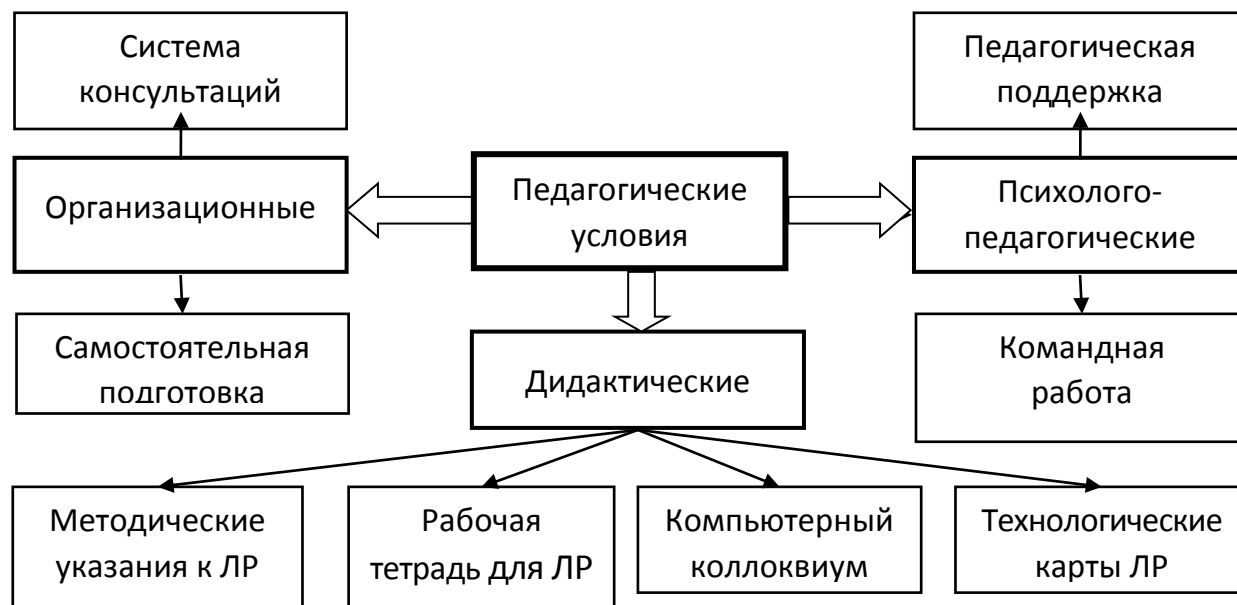 Система
консультаций
Педагогическая
поддержка
Организационные
Педагогические
условия
Психолого-
педагогические
Самостоятельная
подготовка
Дидактические
Командная
работа
Методические
указания к ЛР
Рабочая
тетрадь для ЛР
Компьютерный
коллоквиум
Технологические
карты ЛР